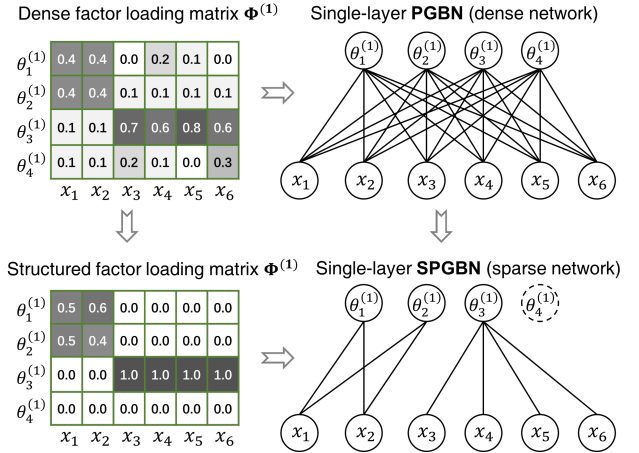 Dense factor loading matrix Φ⁽¹⁾
Single-layer PGBN (dense network)
θ₁⁽¹⁾ 0.4 0.4 0.0 0.2 0.1 0.0
θ₂⁽¹⁾ 0.4 0.4 0.1 0.1 0.1 0.1
θ₃⁽¹⁾ 0.1 0.1 0.7 0.6 0.8 0.6
θ₄⁽¹⁾ 0.1 0.1 0.2 0.1 0.0 0.3
x₁ x₂ x₃ x₄ x₅ x₆
θ₁⁽¹⁾ θ₂⁽¹⁾ θ₃⁽¹⁾ θ₄⁽¹⁾
x₁ x₂ x₃ x₄ x₅ x₆
Structured factor loading matrix Φ⁽¹⁾
Single-layer SPGBN (sparse network)
θ₁⁽¹⁾ 0.5 0.6 0.0 0.0 0.0 0.0
θ₂⁽¹⁾ 0.5 0.4 0.0 0.0 0.0 0.0
θ₃⁽¹⁾ 0.0 0.0 1.0 1.0 1.0 1.0
θ₄⁽¹⁾ 0.0 0.0 0.0 0.0 0.0 0.0
x₁ x₂ x₃ x₄ x₅ x₆
θ₁⁽¹⁾ θ₂⁽¹⁾ θ₃⁽¹⁾ θ₄⁽¹⁾
x₁ x₂ x₃ x₄ x₅ x₆